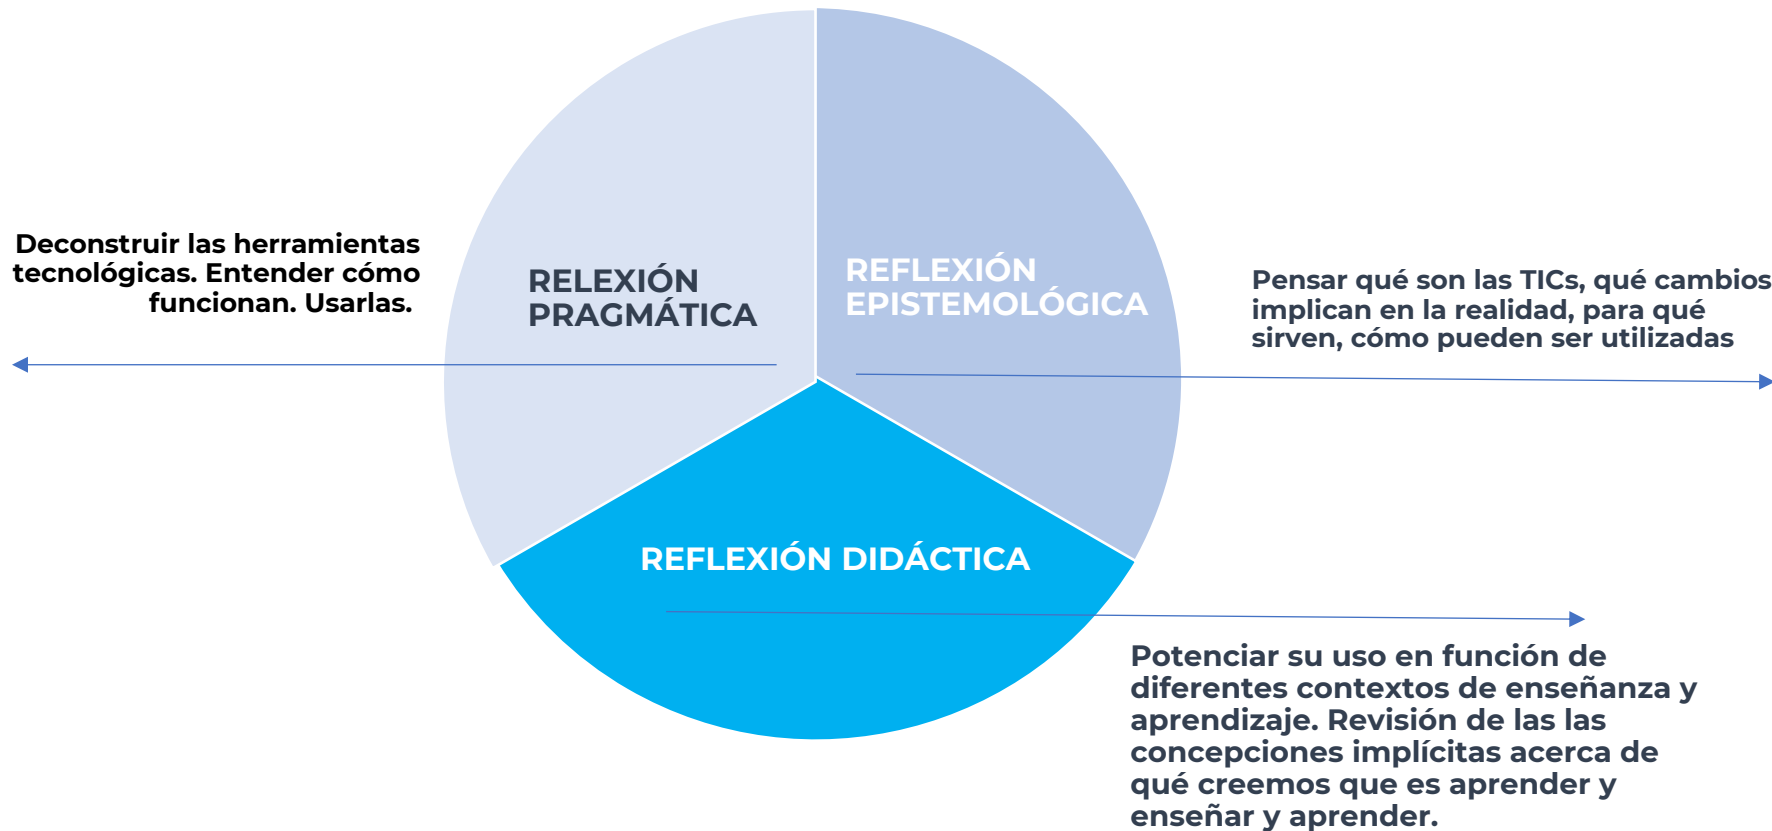 Deconstruir las herramientas
tecnológicas. Entender cómo
funcionan. Usarlas.
RELEXIÓN
PRAGMÁTICA
REFLEXIÓN
EPISTEMOLÓGICA
Pensar qué son las TICs, qué cambios
implican en la realidad, para qué
sirven, cómo pueden ser utilizadas
REFLEXIÓN DIDÁCTICA
Potenciar su uso en función de
diferentes contextos de enseñanza y
aprendizaje. Revisión de las las
concepciones implícitas acerca de
qué creemos que es aprender y
enseñar y aprender.